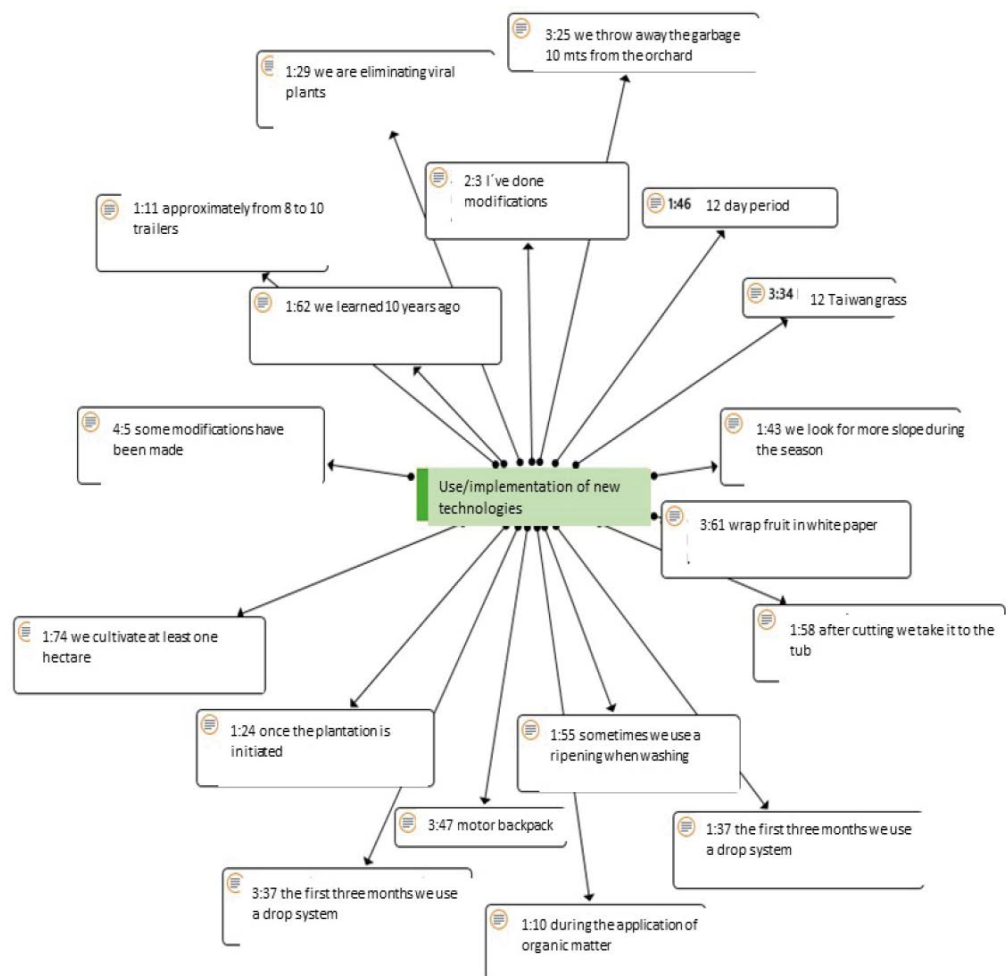 3:25 we throw away the garbage
10 mts from the orchard
1:29 we are eliminating viral
plants
2:3 I´ve done
modifications
1:46 12 day period
1:11 approximately from 8 to 10
trailers
3:34 12 Taiwan grass
1:62 we learned 10 years ago
4:5 some modifications have
been made
1:43 we look for more slope during
the season
Use/implementation of new
technologies
3:61 wrap fruit in white paper
1:74 we cultivate at least one
hectare
1:58 after cutting we take it to the
tub
1:24 once the plantation is
initiated
1:55 sometimes we use a
ripening when washing
3:47 motor backpack
1:37 the first three months we use
a drop system
3:37 the first three months we use
a drop system
1:10 during the application of
organic matter